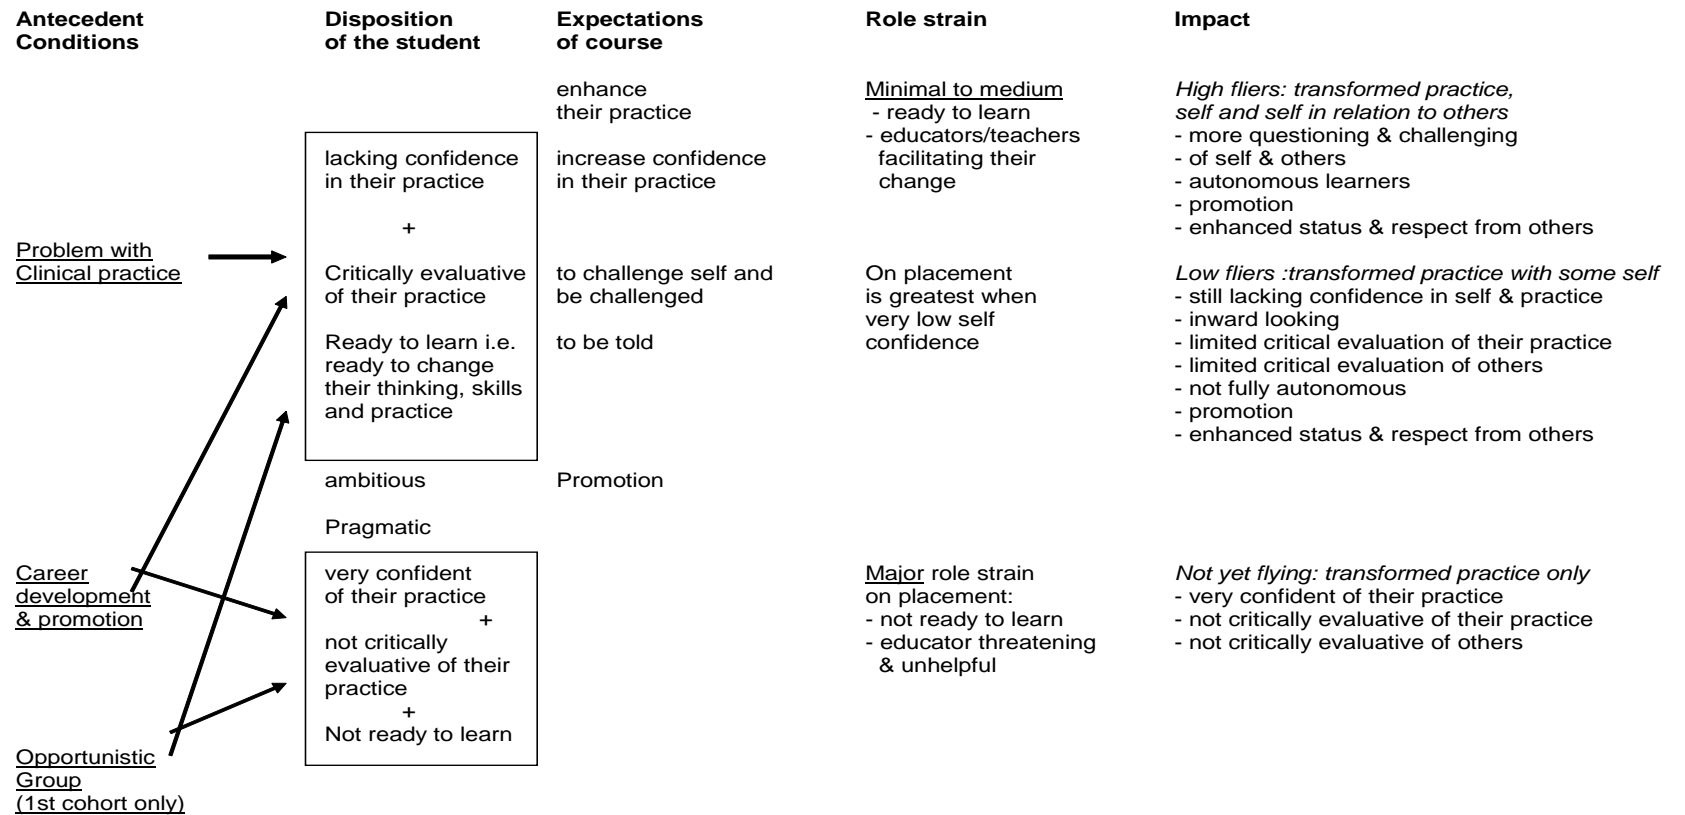 Antecedent
Conditions
Disposition
of the student
Expectations
of course
Role strain
Impact
Problem with
Clinical practice
Career
development
& promotion
Opportunistic
Group
(1st cohort only)
lacking confidence
in their practice
+
Critically evaluative
of their practice
Ready to learn i.e.
ready to change
their thinking, skills
and practice
ambitious
Pragmatic
very confident
of their practice
+
not critically
evaluative of their
practice
+
Not ready to learn
enhance
their practice
increase confidence
in their practice
to challenge self and
be challenged
to be told
Promotion
Minimal to medium
- ready to learn
- educators/teachers
facilitating their
change
On placement
is greatest when
very low self
confidence
Major role strain
on placement:
- not ready to learn
- educator threatening
& unhelpful
High fliers: transformed practice,
self and self in relation to others
- more questioning & challenging
- of self & others
- autonomous learners
- promotion
- enhanced status & respect from others
Low fliers :transformed practice with some self
- still lacking confidence in self & practice
- inward looking
- limited critical evaluation of their practice
- limited critical evaluation of others
- not fully autonomous
- promotion
- enhanced status & respect from others
Not yet flying: transformed practice only
- very confident of their practice
- not critically evaluative of their practice
- not critically evaluative of others